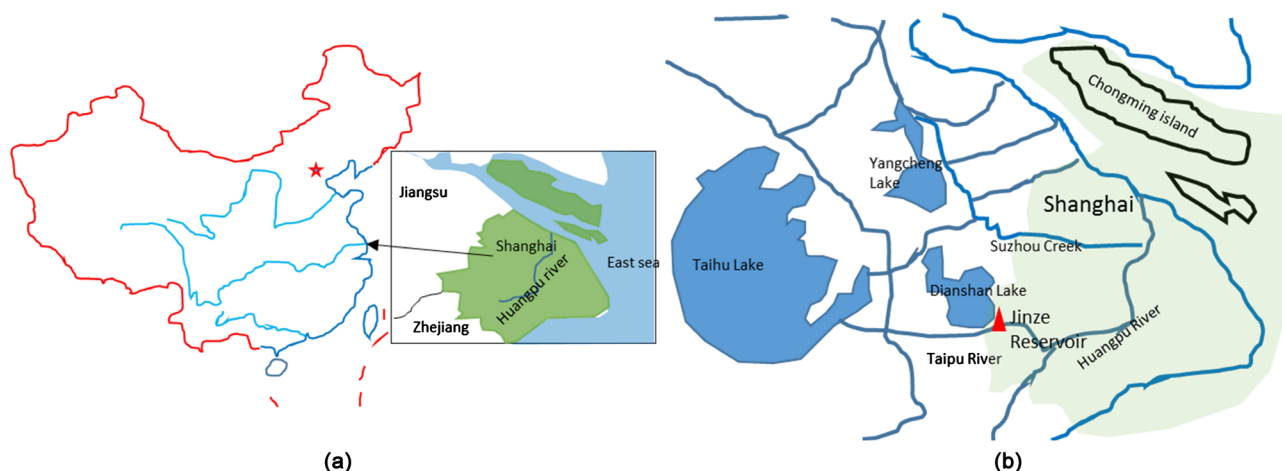 Jiangsu
Shanghai
East sea
Huangpu river
Zhejiang
(a)
Chongming island
Yangcheng
Lake
Shanghai
Suzhou Creek
Taihu Lake
Dianshan Lake
Jinze
Reservoir
Huangpu River
Taipu River
(b)